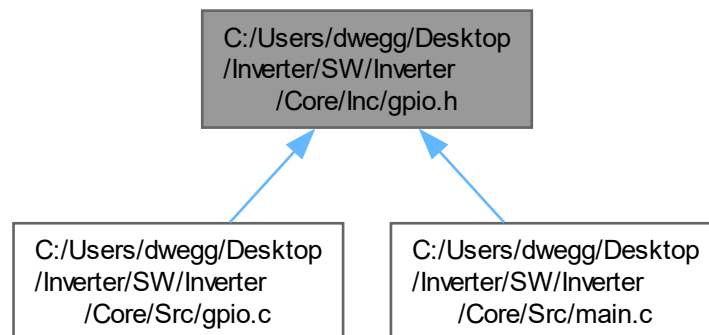 C:/Users/dwegg/Desktop
/Inverter/SW/Inverter
/Core/Inc/gpio.h
C:/Users/dwegg/Desktop
/Inverter/SW/Inverter
/Core/Src/gpio.c
C:/Users/dwegg/Desktop
/Inverter/SW/Inverter
/Core/Src/main.c